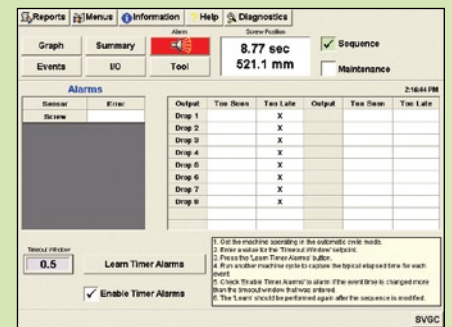 Reports Menus Information Help Diagnostics
Alarm Screw Position
Graph Summary 8.77 sec Sequence
521.1 mm
Events I/O Tool Maintenance
Alarms 2:16:44 PM
Sensor Error Output Too Soon Too Late Output Too Soon Too Late
Screw Drop 1 X
Drop 2 X
Drop 3 X
Drop 4 X
Drop 5 X
Drop 6 X
Drop 7 X
Drop 8 X
Timeout Window
0.5 Learn Timer Alarms
Enable Timer Alarms
1. Get the machine operating in the automatic cycle mode.
2. Enter a value for the 'Timeout Window' setpoint.
3. Press the 'Learn Timer Alarms' button.
4. Run another machine cycle to capture the typical elapsed time for each
event.
5. Check 'Enable Timer Alarms' to alarm if the event time is changed more
than the timeout window that was entered.
6. The 'Learn' should be performed again after the sequence is modified.
SVGC